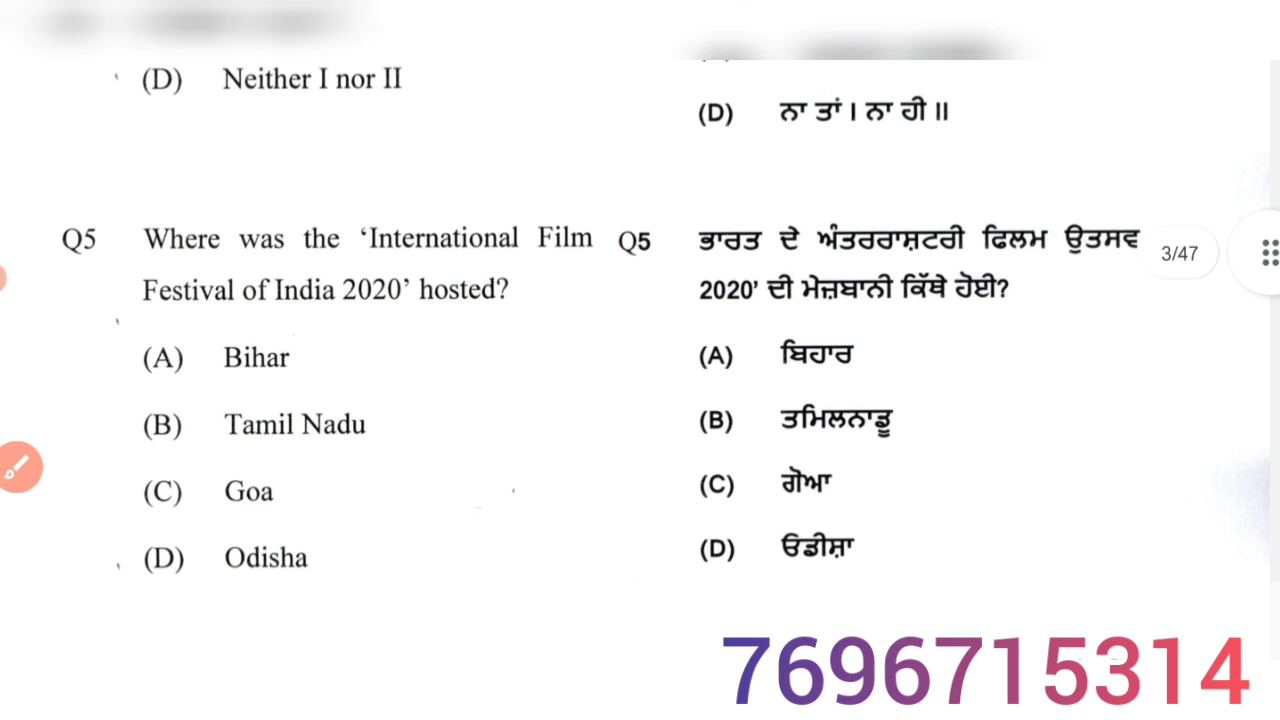 (D) Neither I nor II
(D) ਨਾ ਤਾਂ I ਨਾ ਹੀ II
Q5 Where was the ‘International Film
Festival of India 2020’ hosted?
(A) Bihar
(B) Tamil Nadu
(C) Goa
(D) Odisha
Q5 ਭਾਰਤ ਦੇ ਅੰਤਰਰਾਸ਼ਟਰੀ ਫਿਲਮ ਉਤਸਵ
2020’ ਦੀ ਮੇਜ਼ਬਾਨੀ ਕਿੱਥੇ ਹੋਈ?
(A) ਬਿਹਾਰ
(B) ਤਮਿਲਨਾਡੂ
(C) ਗੋਆ
(D) ਓਡੀਸ਼ਾ
3/47
7696715314